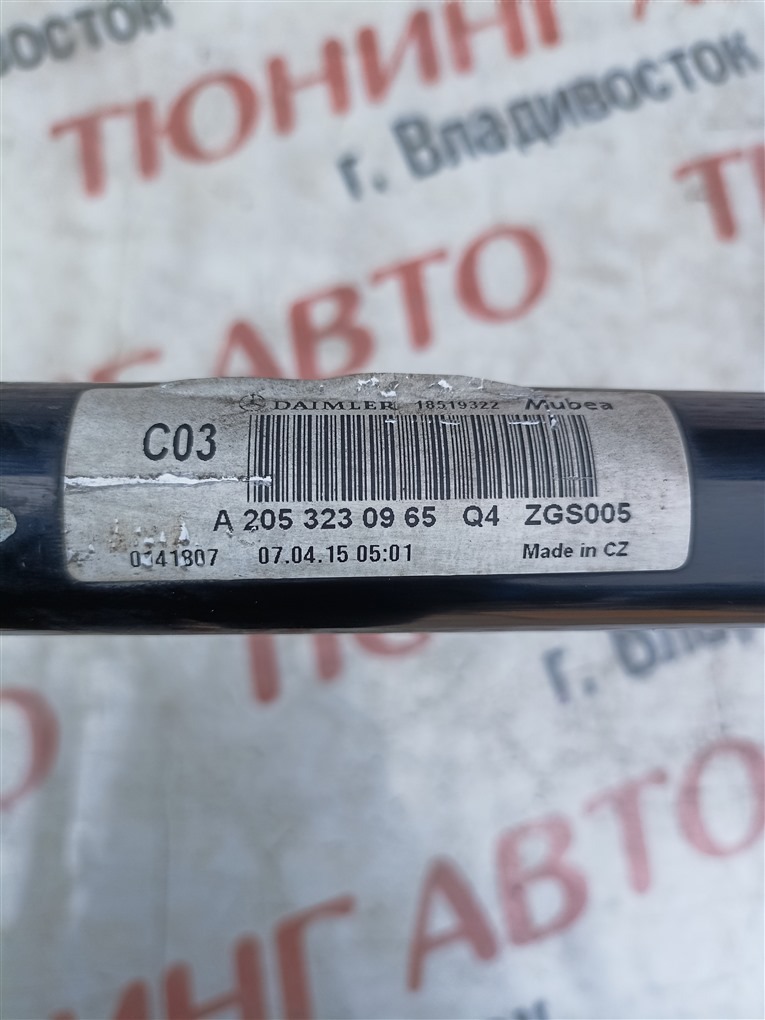 восток
ТЮНИНГ
г. Владивосток
АВТО
DAIMLER 18519322 Mubea
C03
A 205 323 09 65 Q4 ZGS005
07.04.15 05:01 Made in CZ
АВТО